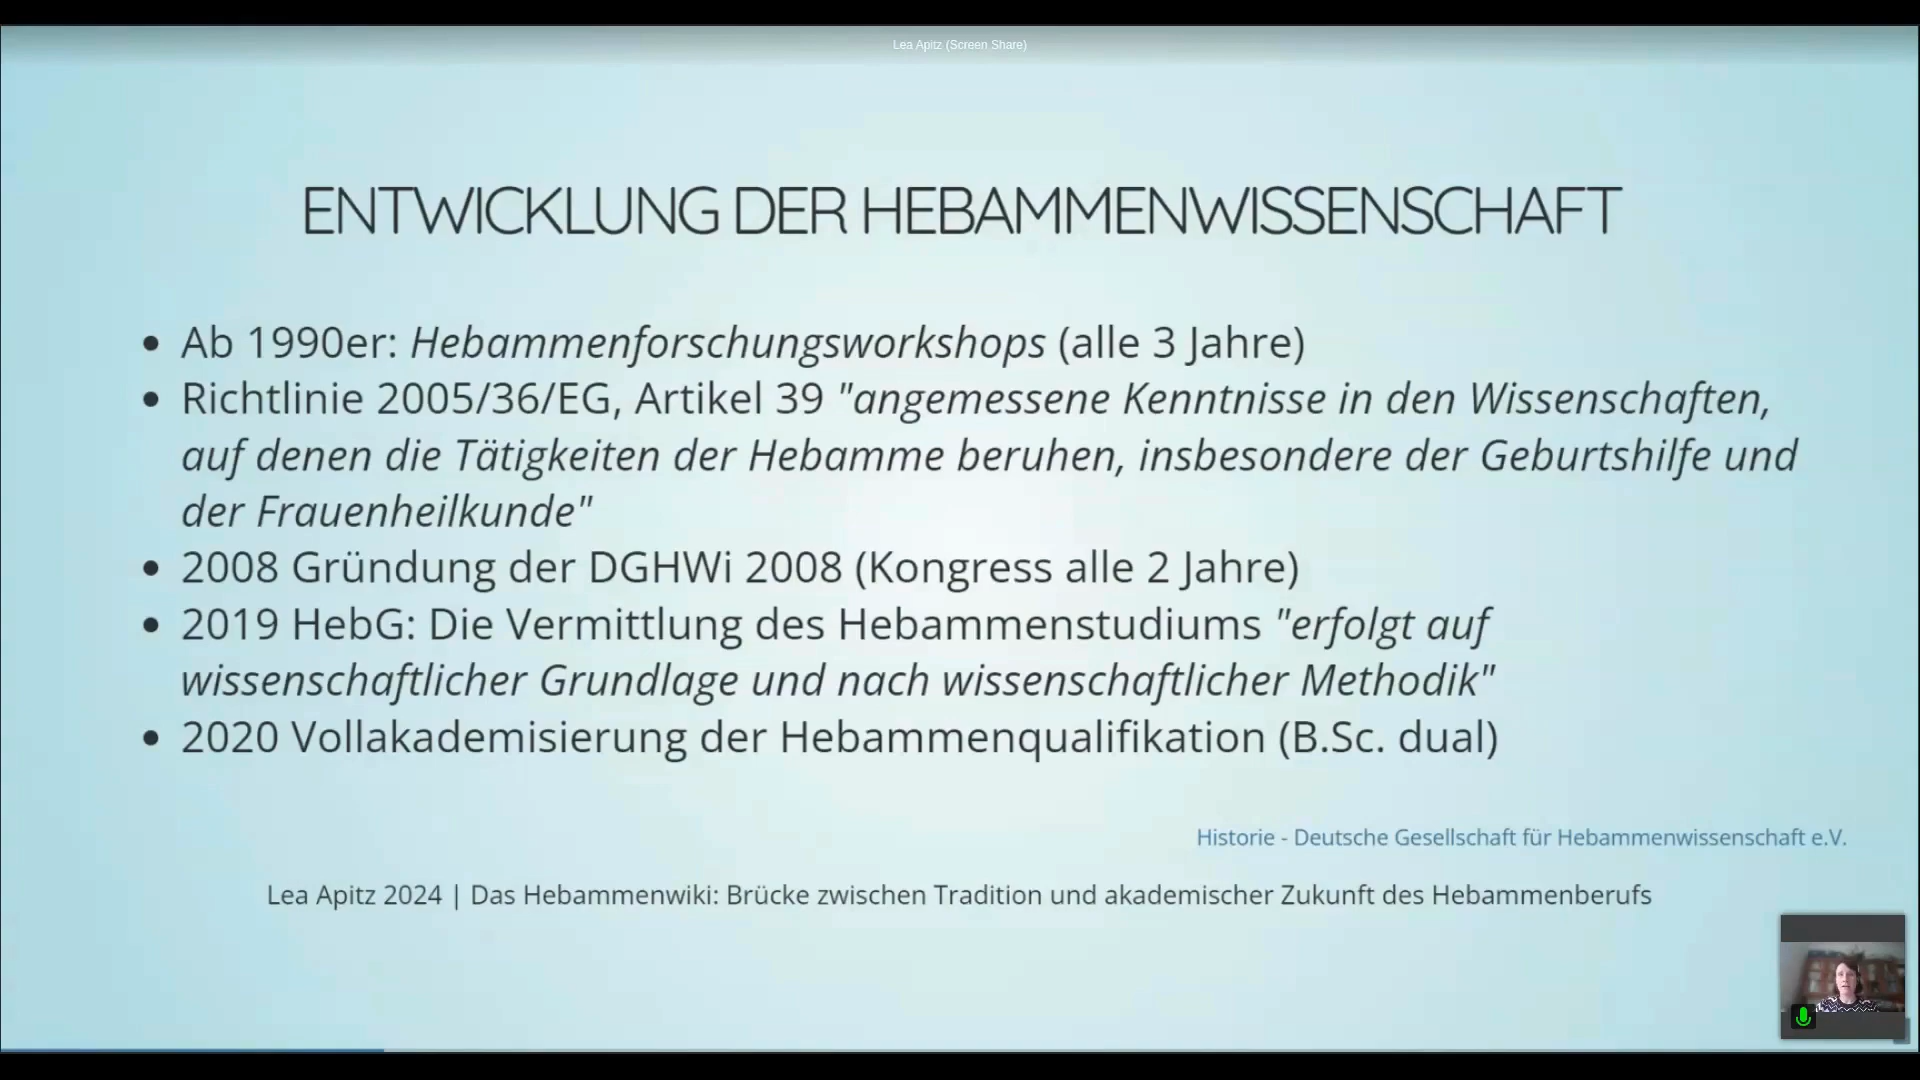 Lea Apitz (Screen Share)
ENTWICKLUNG DER HEBAMMENWISSENSCHAFT
• Ab 1990er: Hebammenforschungsworkshops (alle 3 Jahre)
• Richtlinie 2005/36/EG, Artikel 39 "angemessene Kenntnisse in den Wissenschaften,
auf denen die Tätigkeiten der Hebamme beruhen, insbesondere der Geburtshilfe und
der Frauenheilkunde"
• 2008 Gründung der DGHWi 2008 (Kongress alle 2 Jahre)
• 2019 HebG: Die Vermittlung des Hebammenstudiums "erfolgt auf
wissenschaftlicher Grundlage und nach wissenschaftlicher Methodik"
• 2020 Vollakademisierung der Hebammenqualifikation (B.Sc. dual)
Historie - Deutsche Gesellschaft für Hebammenwissenschaft e.V.
Lea Apitz 2024 | Das Hebammenwiki: Brücke zwischen Tradition und akademischer Zukunft des Hebammenberufs